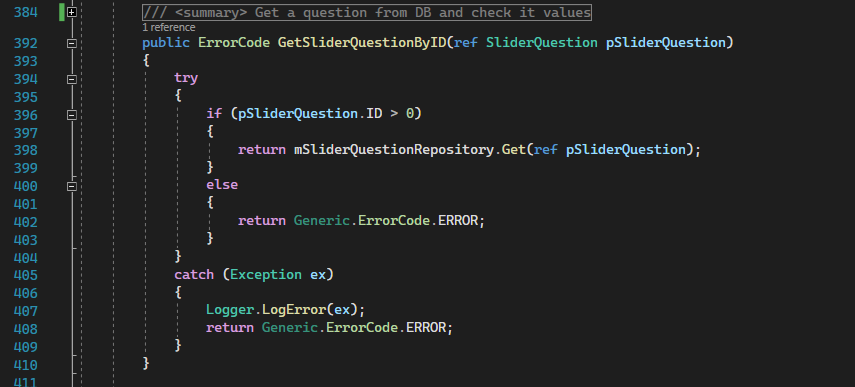 384 /// <summary> Get a question from DB and check it values
1 reference
392 public ErrorCode GetSliderQuestionByID(ref SliderQuestion pSliderQuestion)
393 {
394 try
395 {
396 if (pSliderQuestion.ID > 0)
397 {
398 return mSliderQuestionRepository.Get(ref pSliderQuestion);
399 }
400 else
401 {
402 return Generic.ErrorCode.ERROR;
403 }
404 }
405 catch (Exception ex)
406 {
407 Logger.LogError(ex);
408 return Generic.ErrorCode.ERROR;
409 }
410 }
411